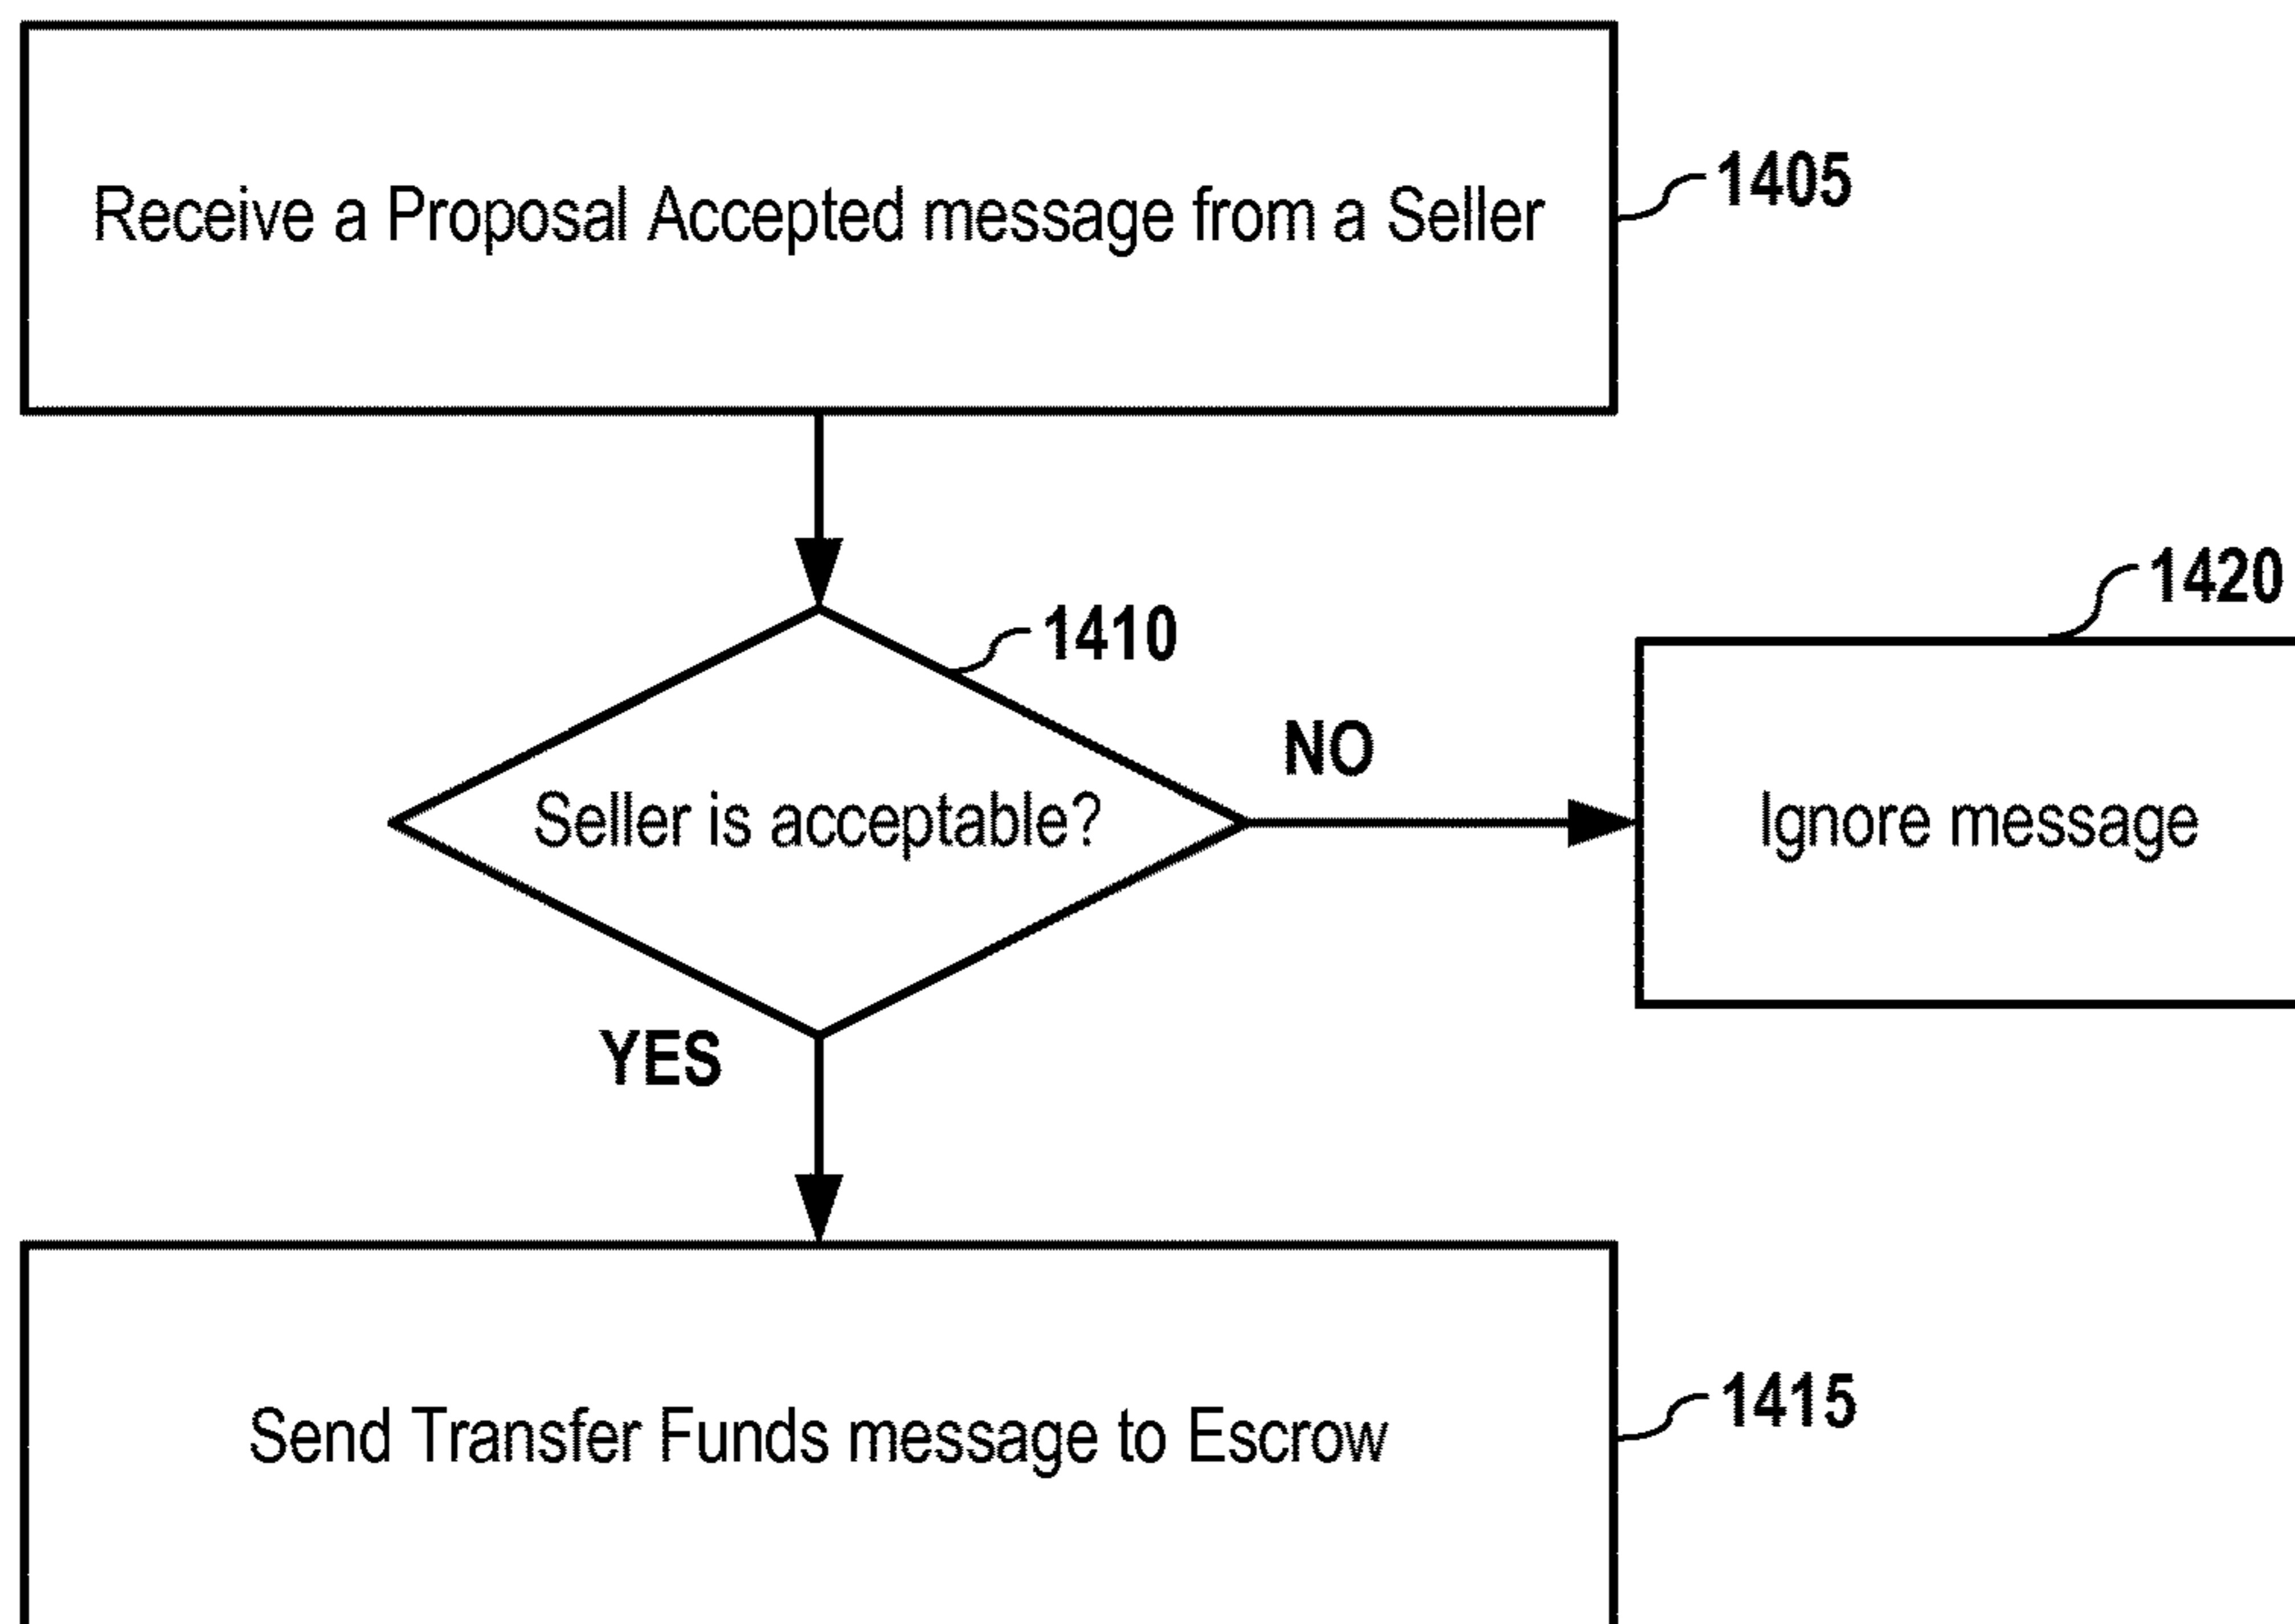 Receive a Proposal Accepted message from a Seller
1405
1410
Seller is acceptable?
NO
1420
Ignore message
YES
Send Transfer Funds message to Escrow
1415